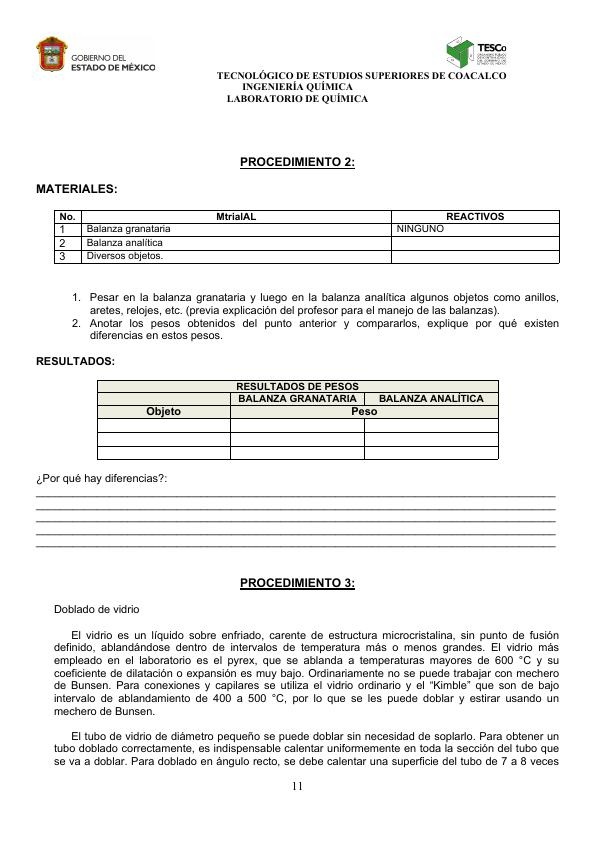 GOBIERNO DEL
ESTADO DE MÉXICO
TESCo
TECNOLÓGICO DE ESTUDIOS SUPERIORES DE COACALCO
INGENIERÍA QUÍMICA
LABORATORIO DE QUÍMICA
PROCEDIMIENTO 2:
MATERIALES:
No. MtriaIAL REACTIVOS
1 Balanza granataria NINGUNO
2 Balanza analítica
3 Diversos objetos.
1. Pesar en la balanza granataria y luego en la balanza analítica algunos objetos como anillos,
aretes, relojes, etc. (previa explicación del profesor para el manejo de las balanzas).
2. Anotar los pesos obtenidos del punto anterior y compararlos, explique por qué existen
diferencias en estos pesos.
RESULTADOS:
RESULTADOS DE PESOS
BALANZA GRANATARIA BALANZA ANALÍTICA
Objeto Peso
¿Por qué hay diferencias?:
PROCEDIMIENTO 3:
Doblado de vidrio
El vidrio es un líquido sobre enfriado, carente de estructura microcristalina, sin punto de fusión
definido, ablandándose dentro de intervalos de temperatura más o menos grandes. El vidrio más
empleado en el laboratorio es el pyrex, que se ablanda a temperaturas mayores de 600 °C y su
coeficiente de dilatación o expansión es muy bajo. Ordinariamente no se puede trabajar con mechero
de Bunsen. Para conexiones y capilares se utiliza el vidrio ordinario y el “Kimble” que son de bajo
intervalo de ablandamiento de 400 a 500 °C, por lo que se les puede doblar y estirar usando un
mechero de Bunsen.
El tubo de vidrio de diámetro pequeño se puede doblar sin necesidad de soplarlo. Para obtener un
tubo doblado correctamente, es indispensable calentar uniformemente en toda la sección del tubo que
se va a doblar. Para doblado en ángulo recto, se debe calentar una superficie del tubo de 7 a 8 veces
11